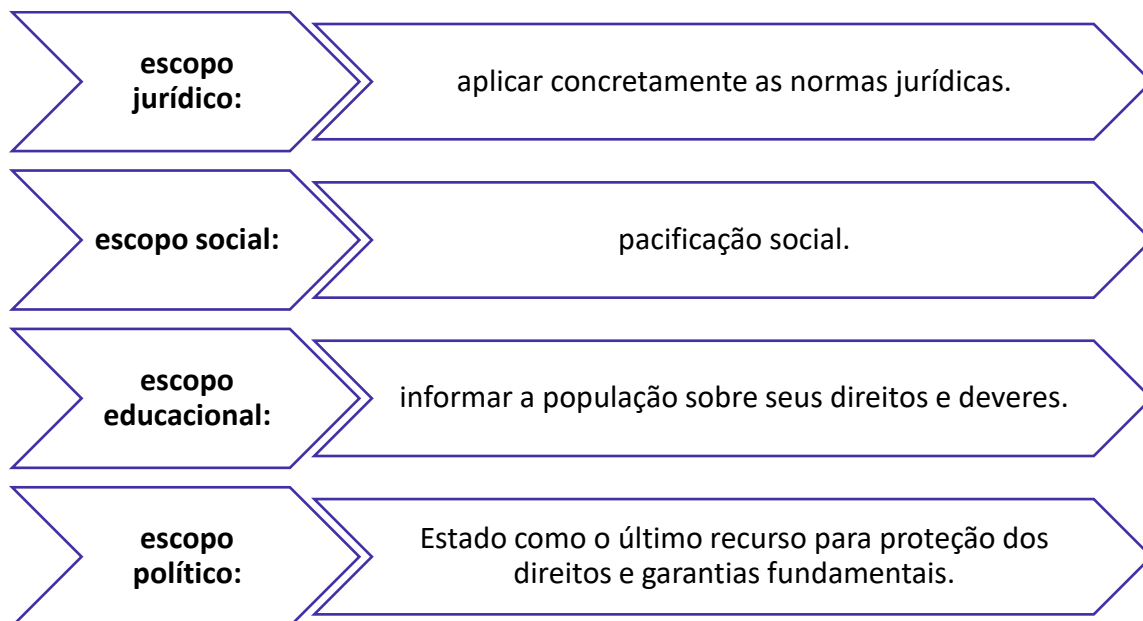 escopo
jurídico:
aplicar concretamente as normas jurídicas.
escopo social:
pacificação social.
escopo
educacional:
informar a população sobre seus direitos e deveres.
escopo
político:
Estado como o último recurso para proteção dos
direitos e garantias fundamentais.